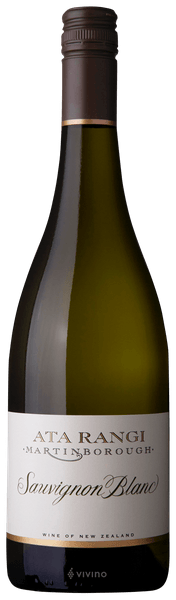 ATA RANGI
·MARTINBOROUGH·
Sauvignon Blanc
WINE OF NEW ZEALAND
vivino